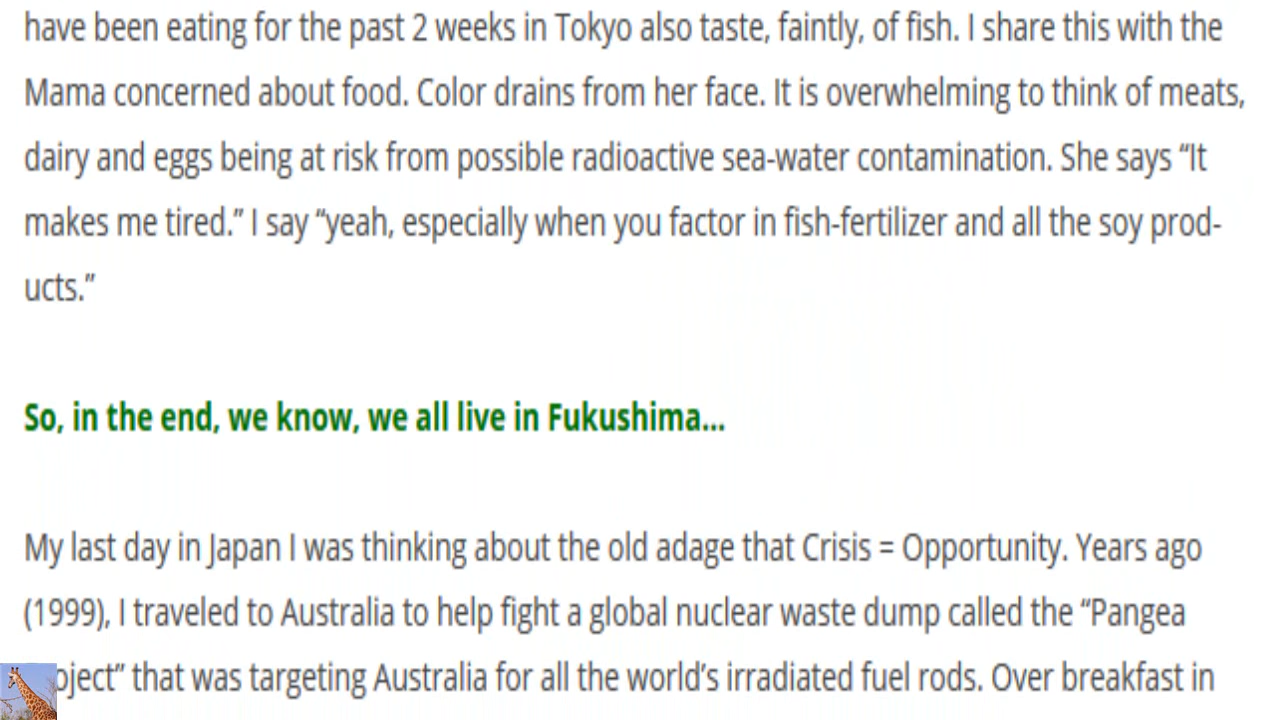 have been eating for the past 2 weeks in Tokyo also taste, faintly, of fish. I share this with the
Mama concerned about food. Color drains from her face. It is overwhelming to think of meats,
dairy and eggs being at risk from possible radioactive sea-water contamination. She says “It
makes me tired.” I say “yeah, especially when you factor in fish-fertilizer and all the soy prod-
ucts.”
So, in the end, we know, we all live in Fukushima...
My last day in Japan I was thinking about the old adage that Crisis = Opportunity. Years ago
(1999), I traveled to Australia to help fight a global nuclear waste dump called the “Pangea
oject” that was targeting Australia for all the world’s irradiated fuel rods. Over breakfast in